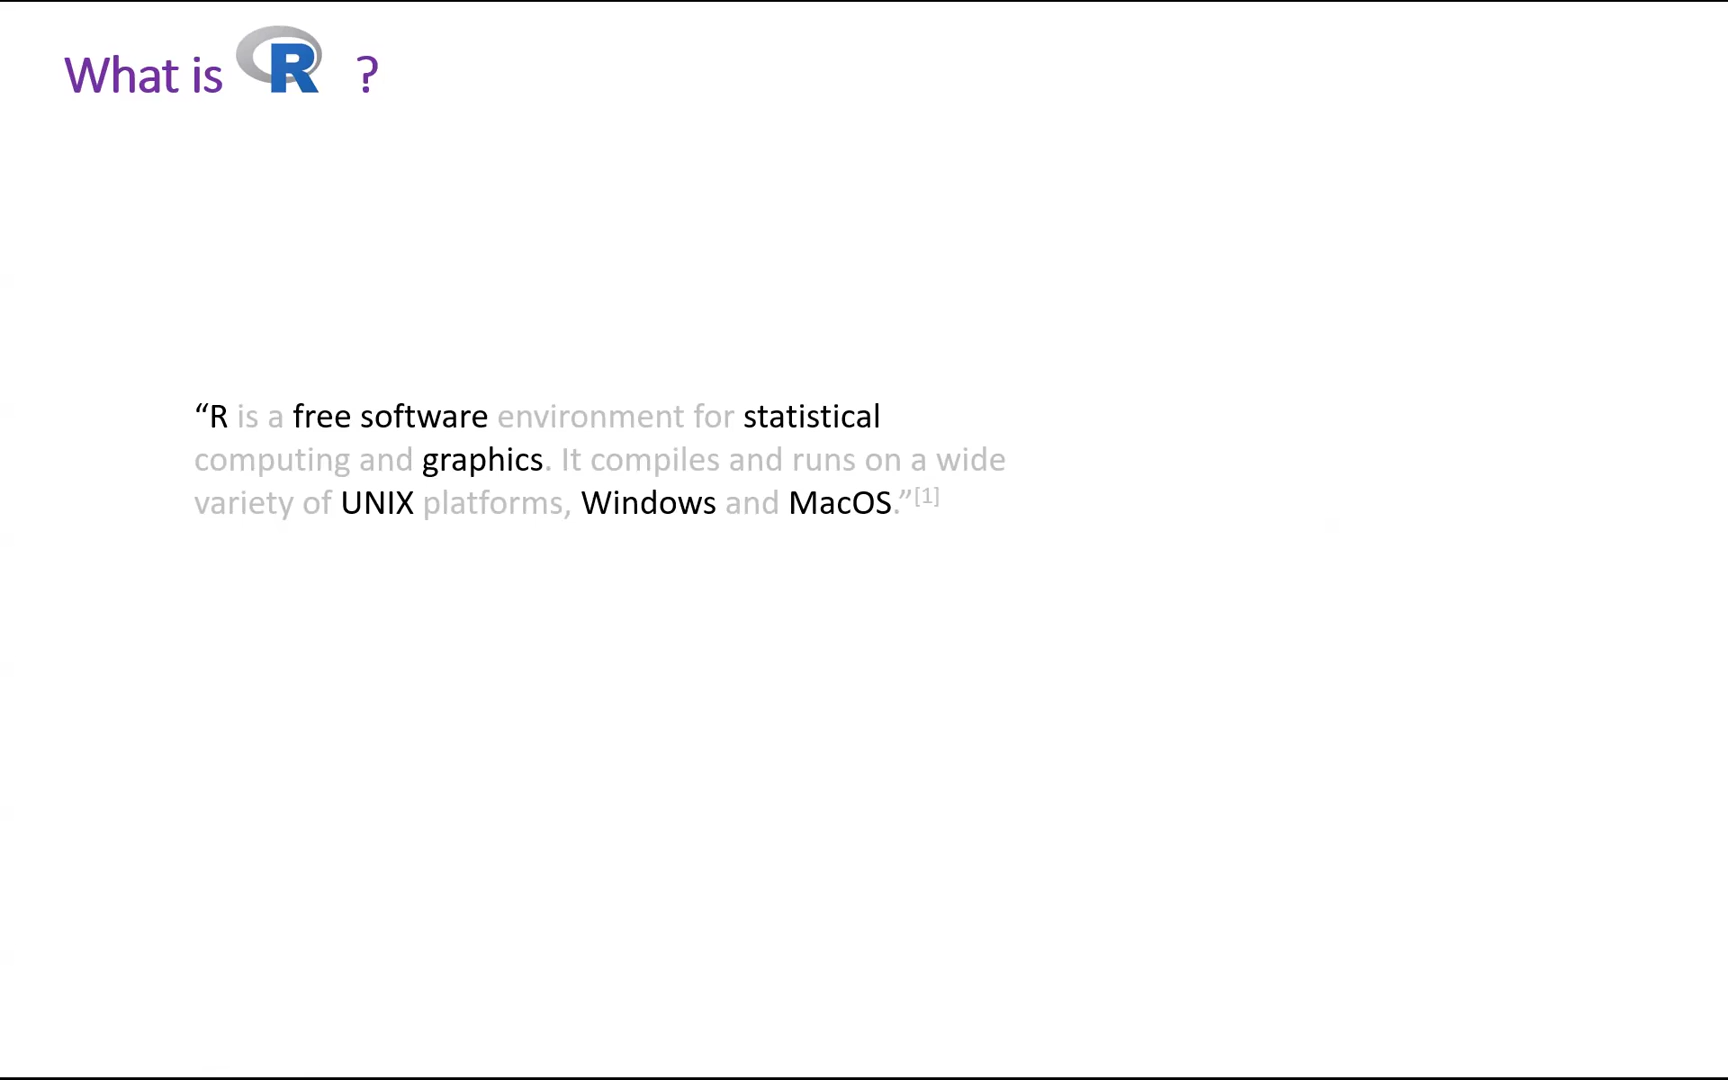 What is R ?
“R is a free software environment for statistical
computing and graphics. It compiles and runs on a wide
variety of UNIX platforms, Windows and MacOS.”[1]